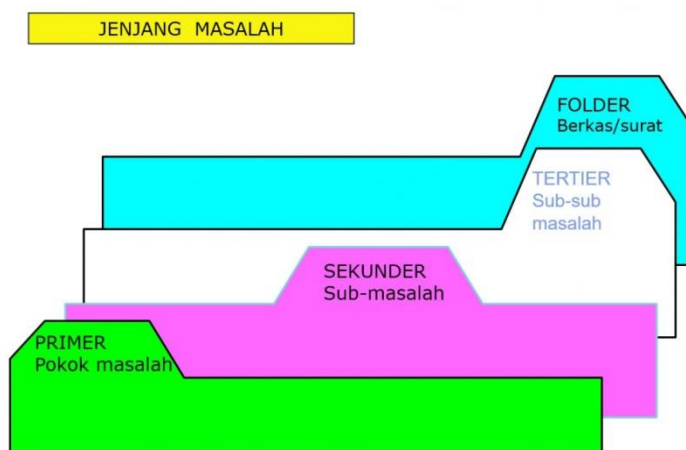 JENJANG MASALAH
FOLDER
Berkas/surat
TERTIER
Sub-sub
masalah
SEKUNDER
Sub-masalah
PRIMER
Pokok masalah